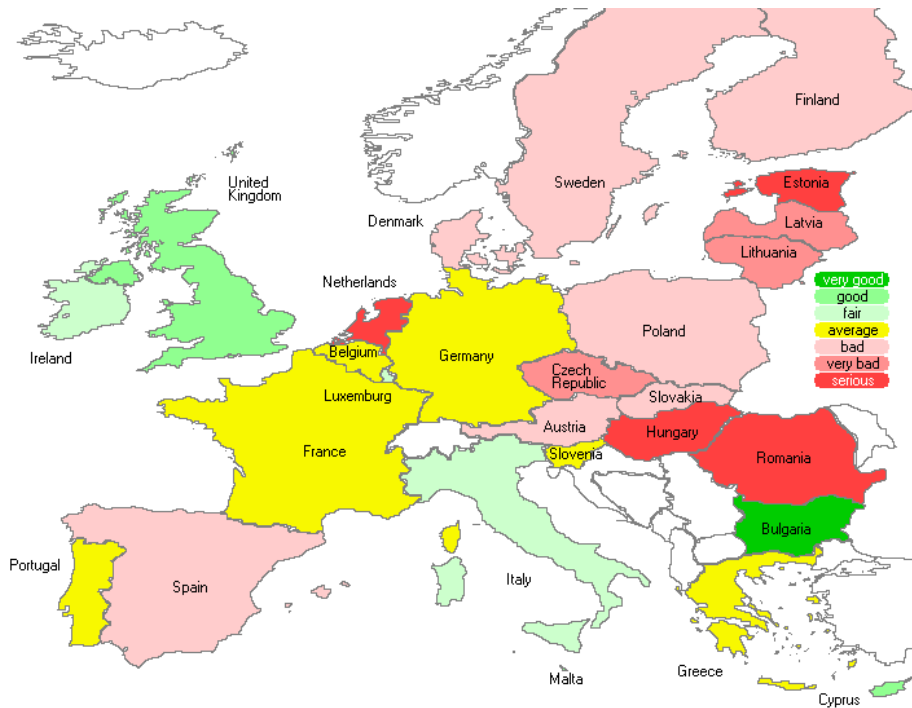 Finland
United
Kingdom
Sweden
Estonia
Denmark
Latvia
Lithuania
Netherlands
very good
good
fair
average
bad
very bad
serious
Ireland
Belgium
Germany
Poland
Czech
Republic
Luxemburg
Slovakia
Austria
Hungary
France
Slovenia
Romania
Bulgaria
Portugal
Spain
Italy
Malta
Greece
Cyprus